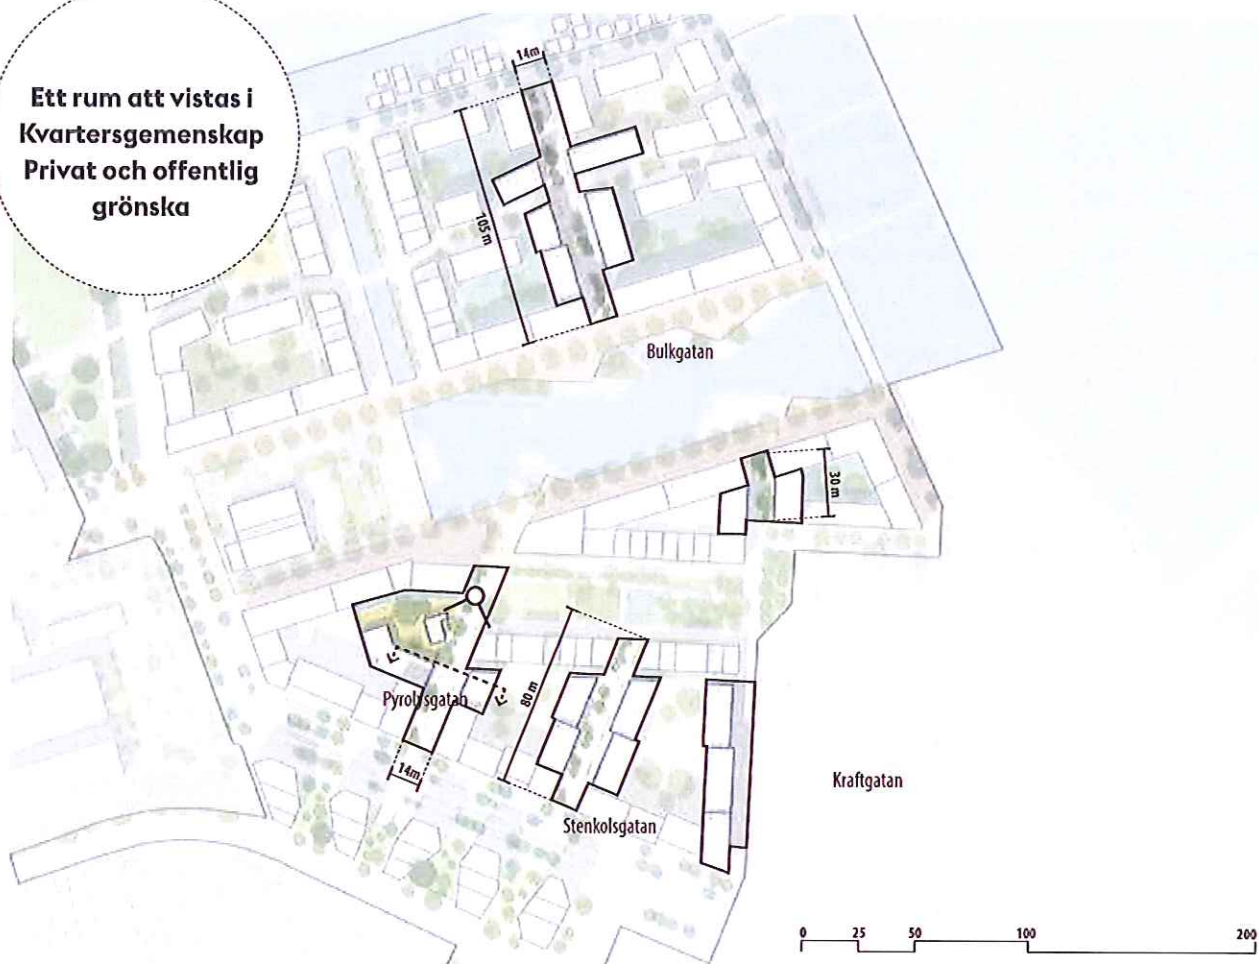 Ett rum att vistas i
Kvartersgemenskap
Privat och offentlig
grönska
14m
105 m
Bulkgatan
30 m
Pyrolysgatan
80 m
14m
Kraftgatan
Stenkolsgatan
0 25 50 100 200